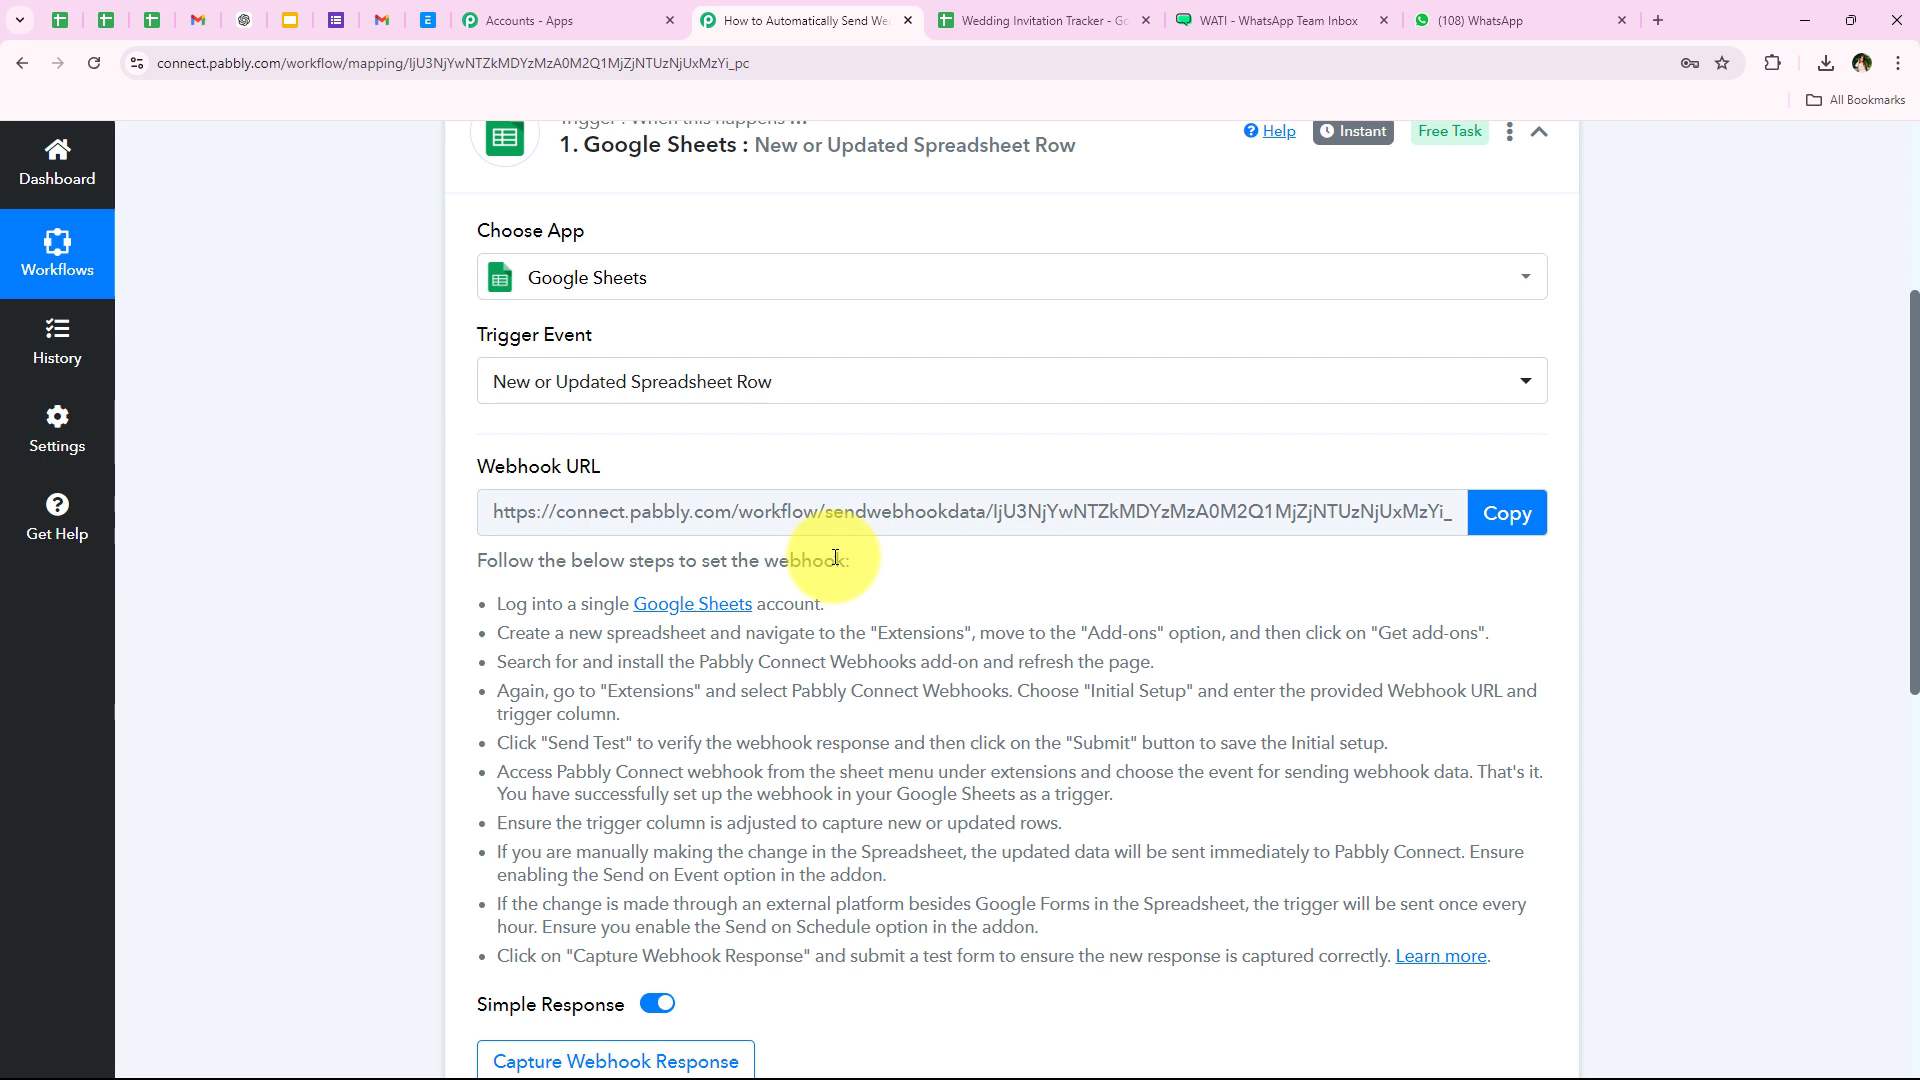 Accounts - Apps
How to Automatically Send We
Wedding Invitation Tracker - Go
WATI - WhatsApp Team Inbox
(108) WhatsApp
connect.pabbly.com/workflow/mapping/IjU3NjYwNTZkMDYzMzA0M2Q1MjZjNTUzNjUxMzYi_pc
All Bookmarks
Dashboard
Workflows
History
Settings
Get Help
Trigger : When this happens ...
1. Google Sheets : New or Updated Spreadsheet Row
Help
Instant
Free Task
Choose App
Google Sheets
Trigger Event
New or Updated Spreadsheet Row
Webhook URL
https://connect.pabbly.com/workflow/sendwebhookdata/IjU3NjYwNTZkMDYzMzA0M2Q1MjZjNTUzNjUxMzYi_
Copy
Follow the below steps to set the webhook:
• Log into a single Google Sheets account.
• Create a new spreadsheet and navigate to the "Extensions", move to the "Add-ons" option, and then click on "Get add-ons".
• Search for and install the Pabbly Connect Webhooks add-on and refresh the page.
• Again, go to "Extensions" and select Pabbly Connect Webhooks. Choose "Initial Setup" and enter the provided Webhook URL and
trigger column.
• Click "Send Test" to verify the webhook response and then click on the "Submit" button to save the Initial setup.
• Access Pabbly Connect webhook from the sheet menu under extensions and choose the event for sending webhook data. That's it.
You have successfully set up the webhook in your Google Sheets as a trigger.
• Ensure the trigger column is adjusted to capture new or updated rows.
• If you are manually making the change in the Spreadsheet, the updated data will be sent immediately to Pabbly Connect. Ensure
enabling the Send on Event option in the addon.
• If the change is made through an external platform besides Google Forms in the Spreadsheet, the trigger will be sent once every
hour. Ensure you enable the Send on Schedule option in the addon.
• Click on "Capture Webhook Response" and submit a test form to ensure the new response is captured correctly. Learn more.
Simple Response
Capture Webhook Response